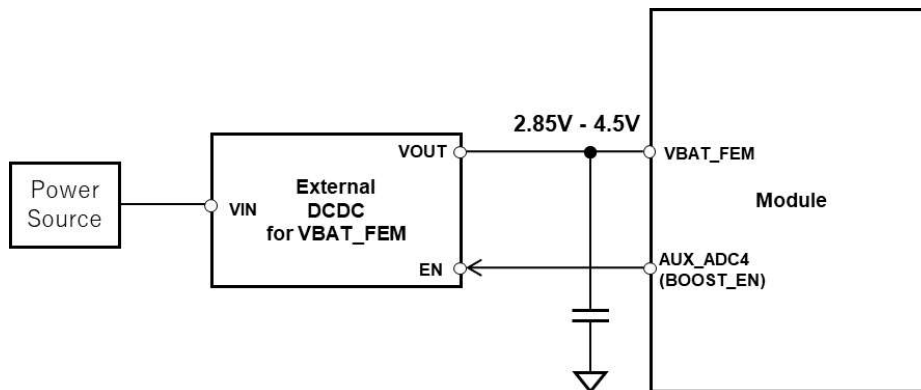 2.85V - 4.5V
VOUT
VBAT_FEM
Power
Source
VIN
External
DCDC
for VBAT_FEM
Module
EN
AUX_ADC4
(BOOST_EN)